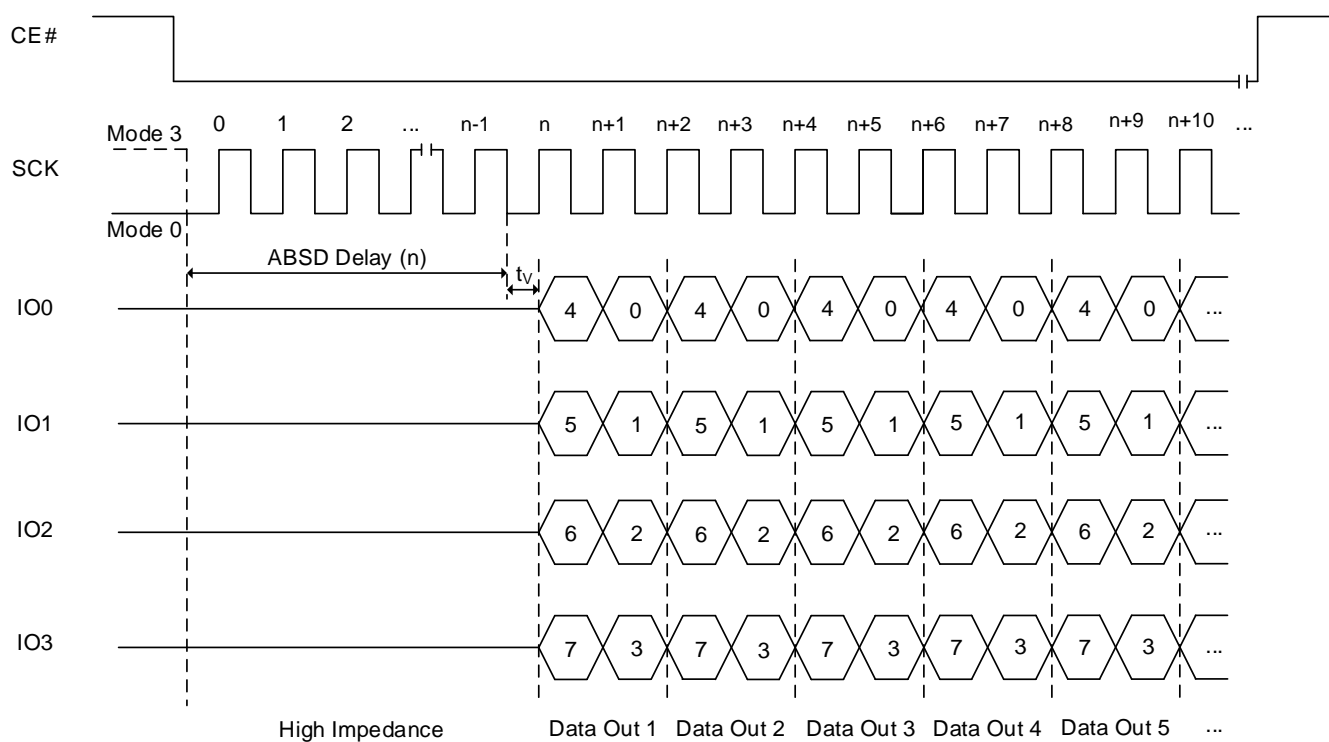 CE#
0 1 2 ... n-1 n n+1 n+2 n+3 n+4 n+5 n+6 n+7 n+8 n+9 n+10 ...
Mode 3
SCK
Mode 0
ABSD Delay (n)
tV
IO0 4 0 4 0 4 0 4 0 4 0 ...
IO1 5 1 5 1 5 1 5 1 5 1 ...
IO2 6 2 6 2 6 2 6 2 6 2 ...
IO3 7 3 7 3 7 3 7 3 7 3 ...
High Impedance Data Out 1 Data Out 2 Data Out 3 Data Out 4 Data Out 5 ...